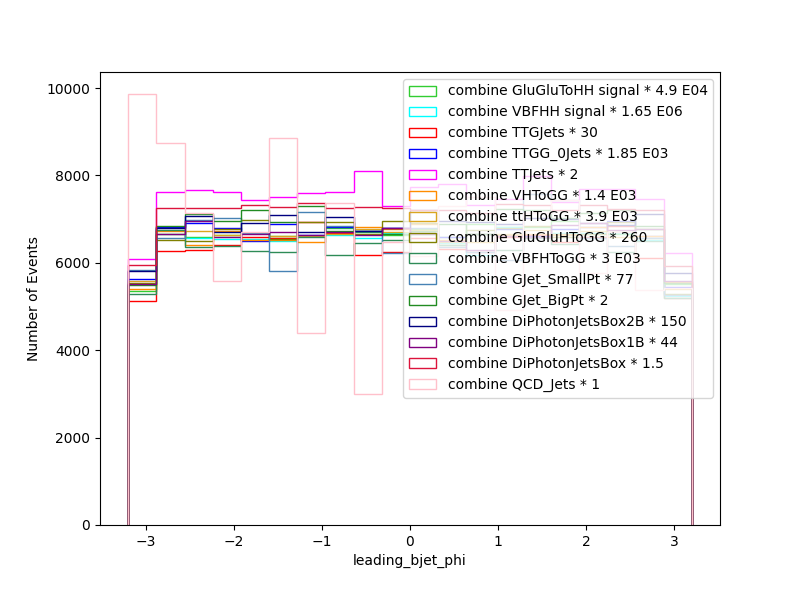 10000
8000
6000
4000
2000
0
Number of Events
combine GluGluToHH signal * 4.9 E04
combine VBFHH signal * 1.65 E06
combine TTGJets * 30
combine TTGG_0Jets * 1.85 E03
combine TTJets * 2
combine VHToGG * 1.4 E03
combine ttHToGG * 3.9 E03
combine GluGluHToGG * 260
combine VBFHToGG * 3 E03
combine GJet_SmallPt * 77
combine GJet_BigPt * 2
combine DiPhotonJetsBox2B * 150
combine DiPhotonJetsBox1B * 44
combine DiPhotonJetsBox * 1.5
combine QCD_Jets * 1
−3 −2 −1 0 1 2 3
leading_bjet_phi